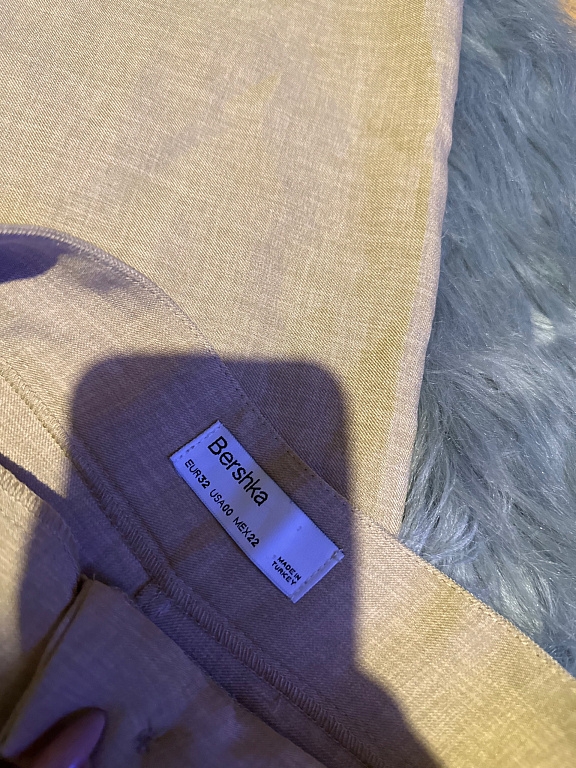 Bershka
EUR32 USA00 MEX22
MADE IN
TURKEY